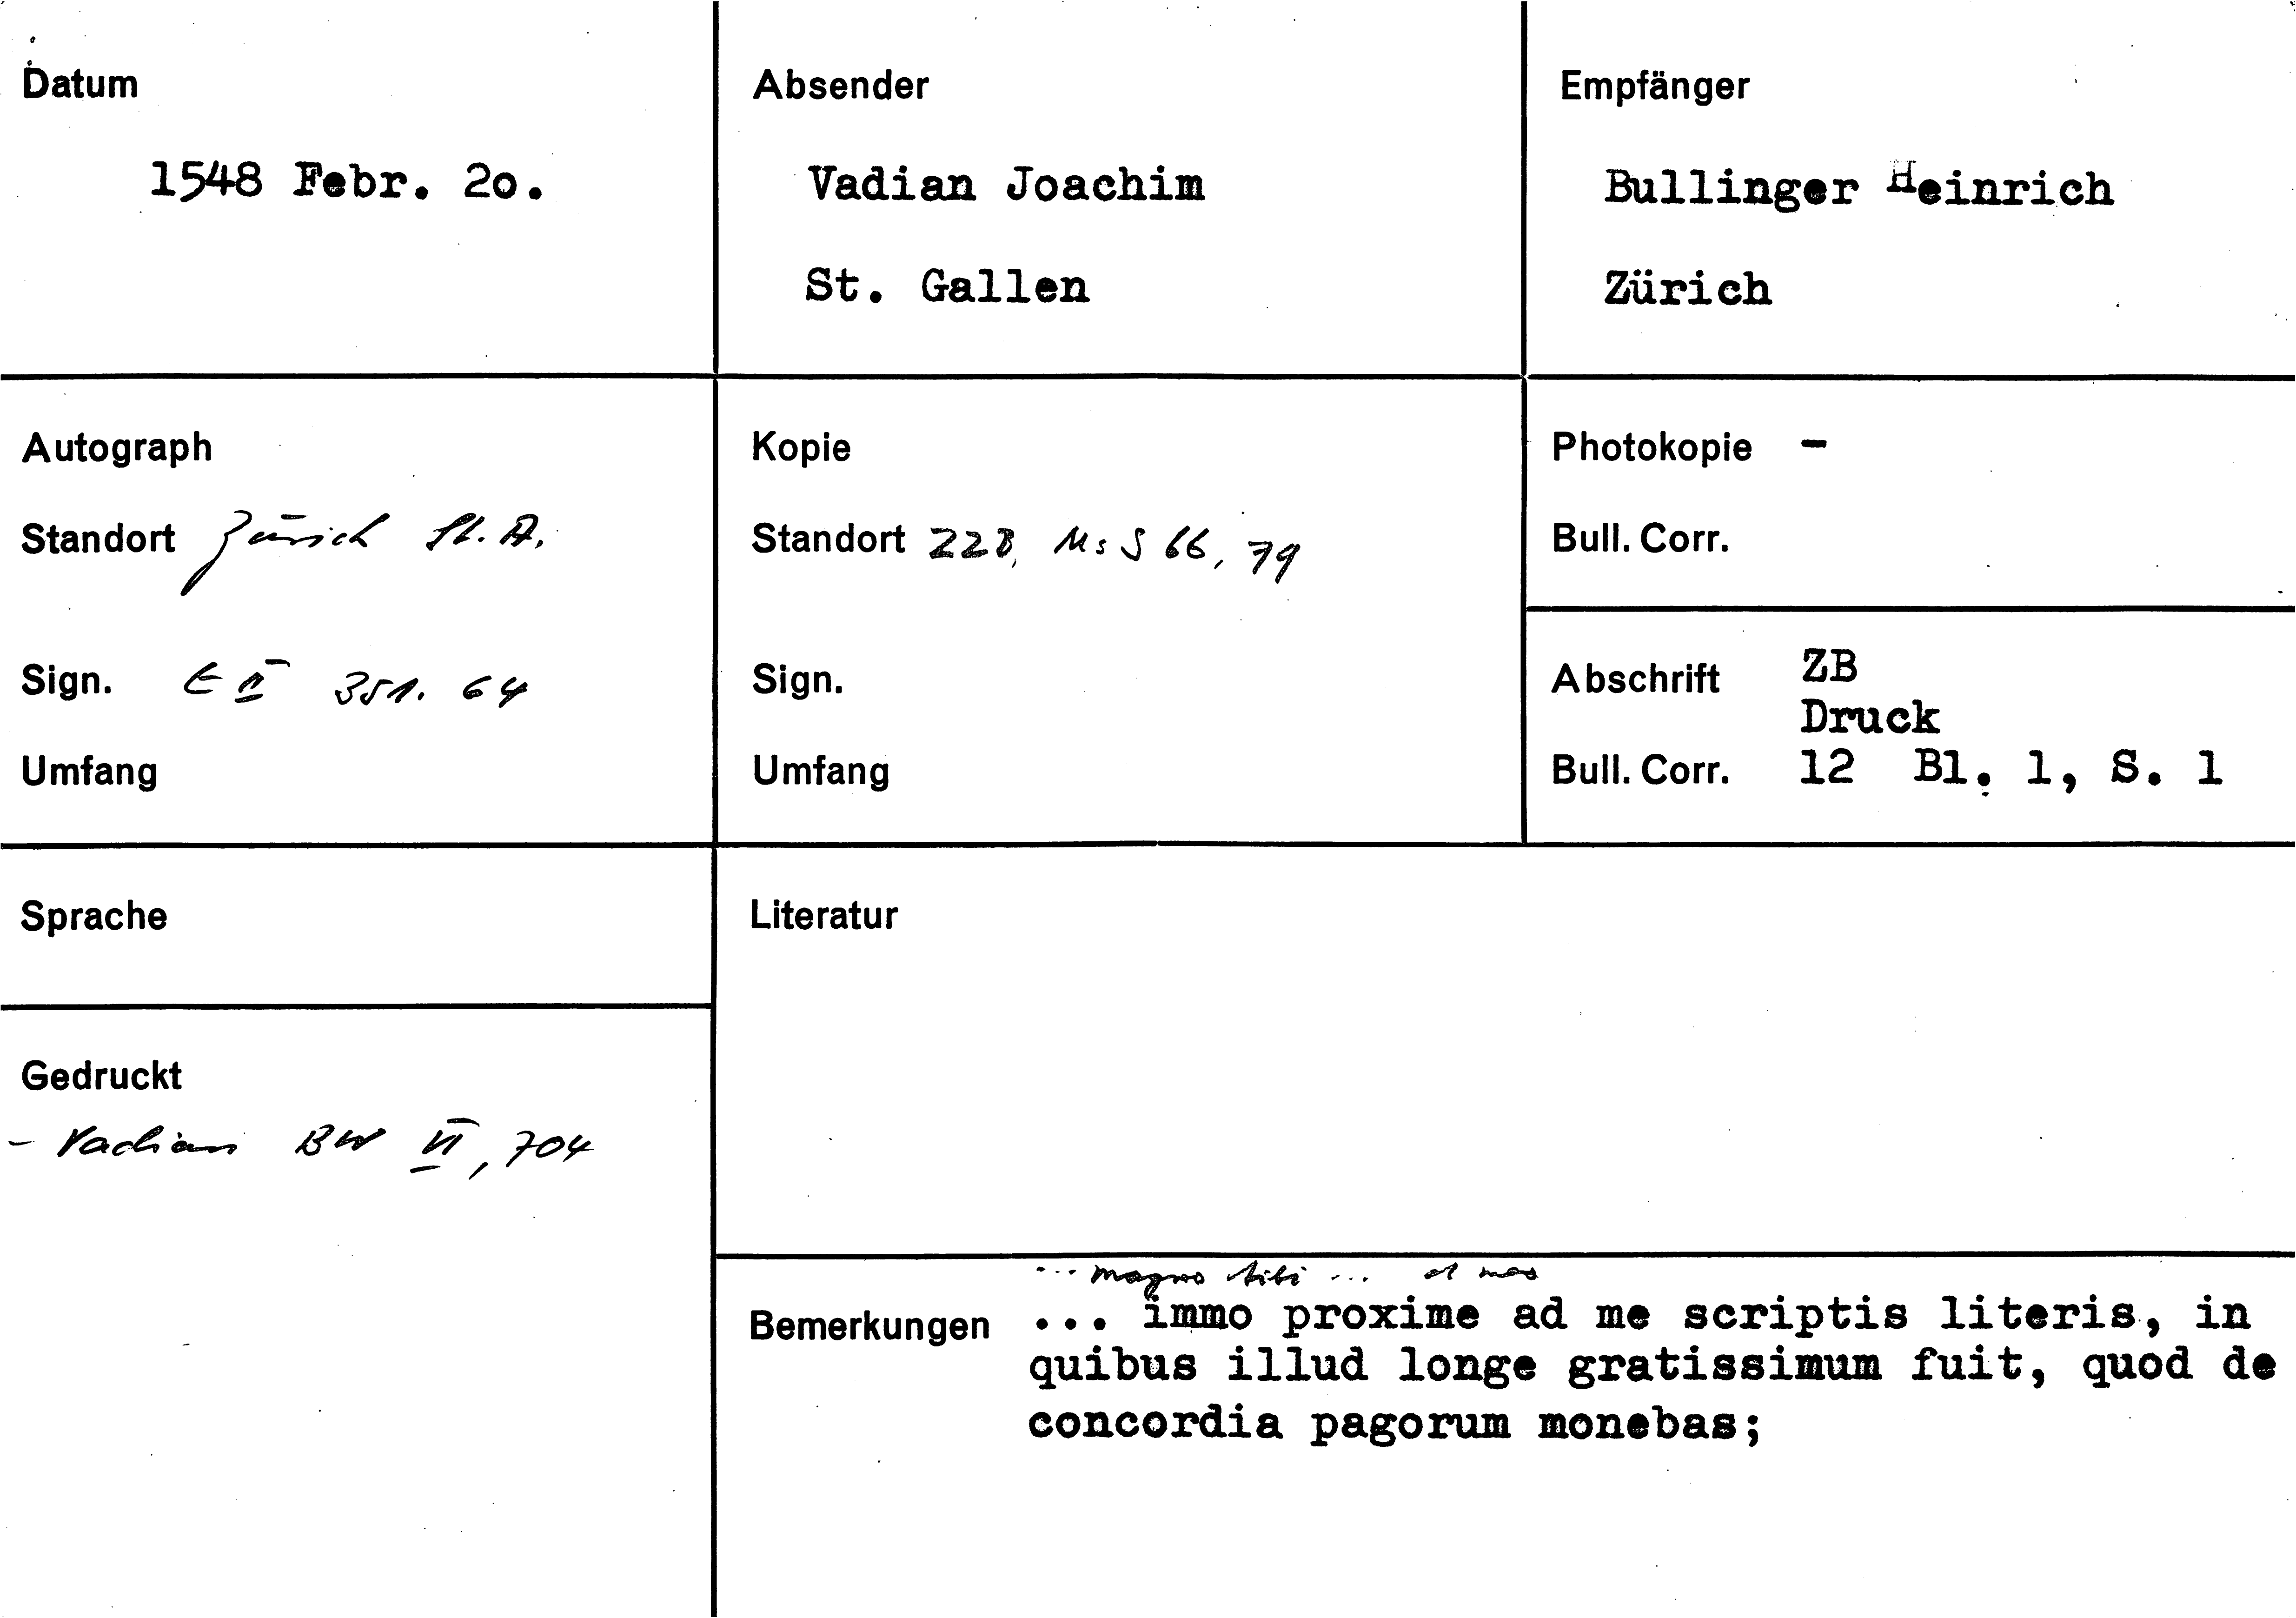 Datum
1548 Febr. 2o.
Absender
Vadian Joachim
St. Gallen
Empfänger
Bullinger Heinrich
Zürich
Autograph
Standort Zürich St. A.
Sign. E II 351. 64
Umfang
Kopie
Standort ZZB, Ms S 66, 79
Sign.
Umfang
Photokopie -
Bull. Corr.
Abschrift ZB
Druck
Bull. Corr. 12 Bl. 1, S. 1
Sprache
Gedruckt
- Vadian BW VI, 704
Literatur
... magno tibi ... et
Bemerkungen ... immo proxime ad me scriptis literis, in
quibus illud longe gratissimum fuit, quod de
concordia pagorum monebas;